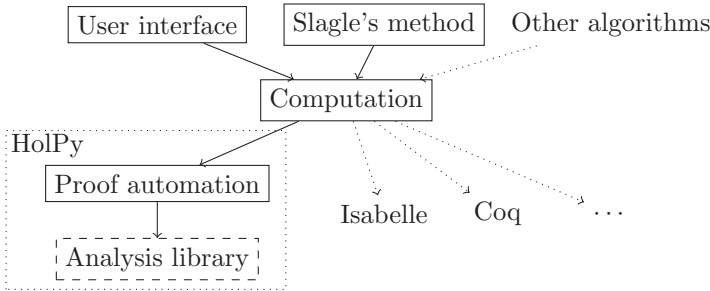 User interface
Slagle's method
Other algorithms
Computation
HolPy
Proof automation
Isabelle
Coq
...
Analysis library